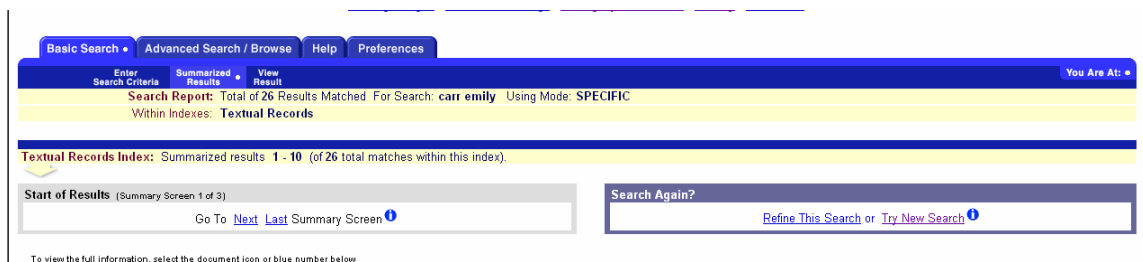 Basic Search • Advanced Search / Browse Help Preferences
Enter Search Criteria Summarized Results • View Result You Are At: •
Search Report: Total of 26 Results Matched For Search: carr emily Using Mode: SPECIFIC
Within Indexes: Textual Records
Textual Records Index: Summarized results 1 - 10 (of 26 total matches within this index).
Start of Results (Summary Screen 1 of 3)
Go To Next Last Summary Screen
Search Again?
Refine This Search or Try New Search
To view the full information, select the document icon or blue number below